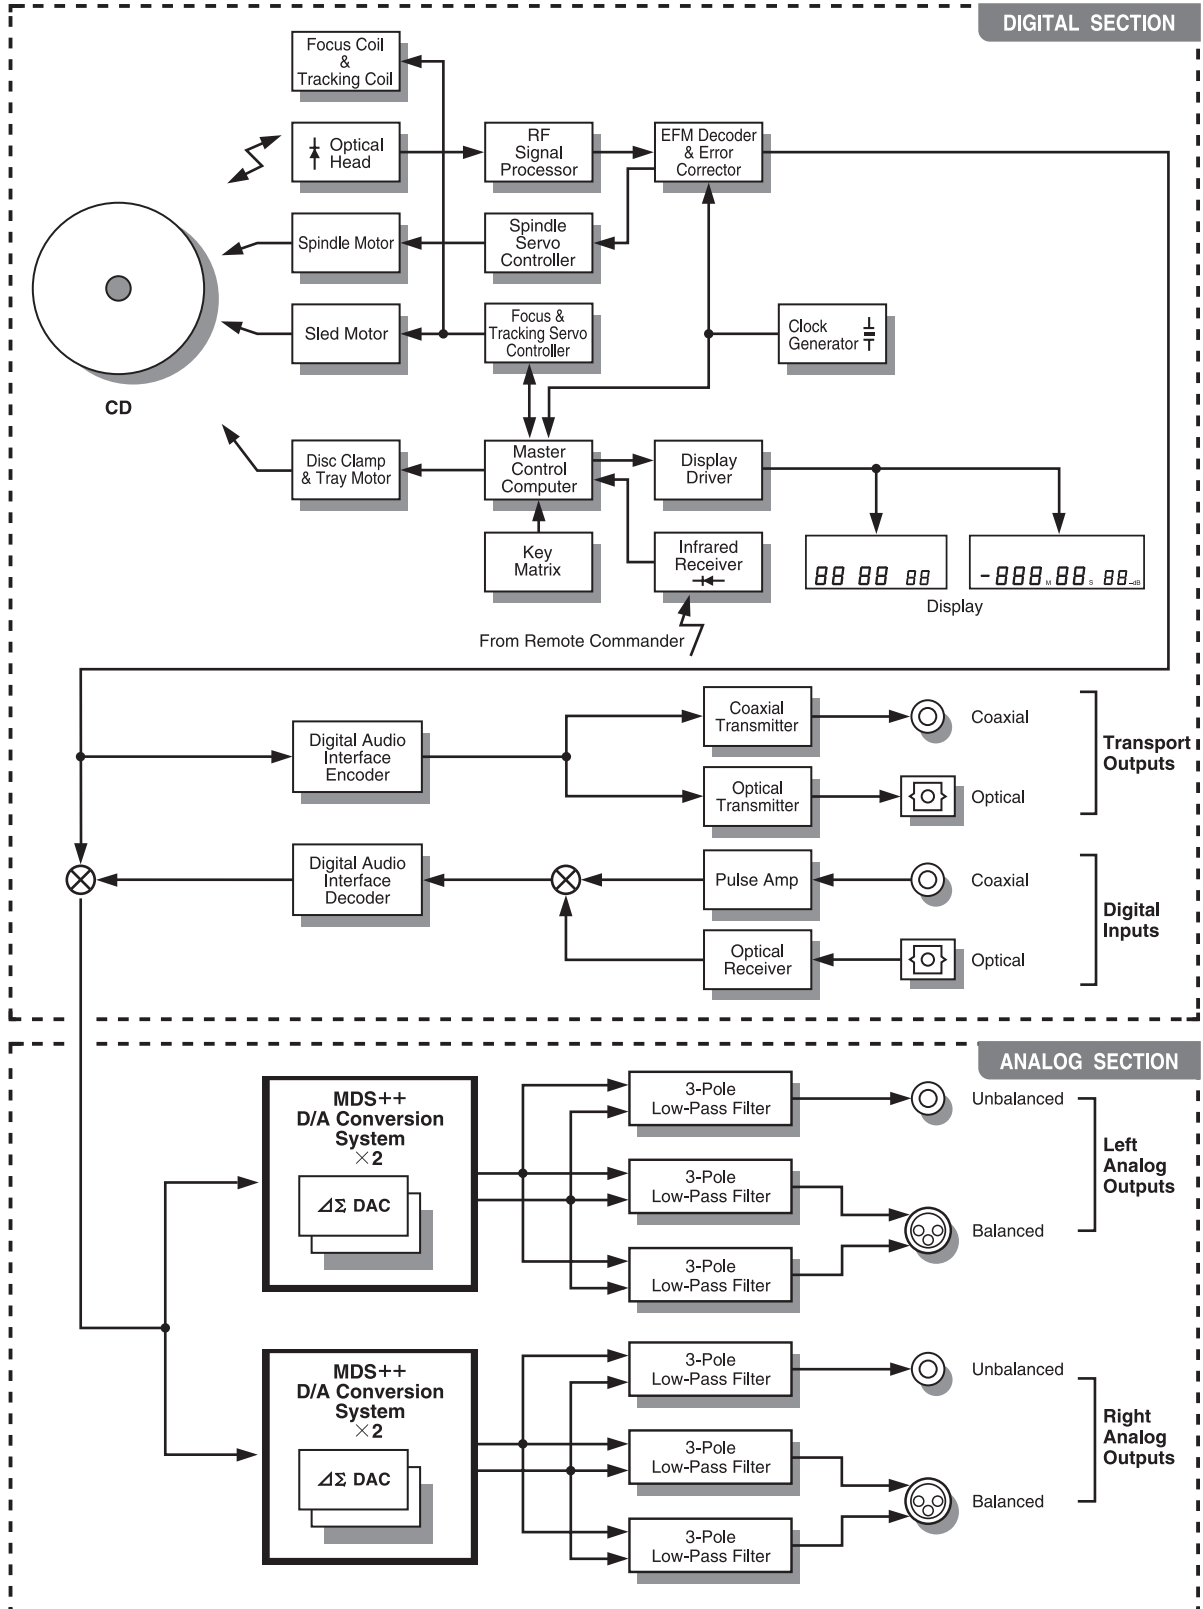 DIGITAL SECTION
Focus Coil
&
Tracking Coil
Optical
Head
RF
Signal
Processor
EFM Decoder
& Error
Corrector
Spindle Motor
Spindle
Servo
Controller
Sled Motor
Focus &
Tracking Servo
Controller
Clock
Generator
CD
Disc Clamp
& Tray Motor
Master
Control
Computer
Display
Driver
Key
Matrix
Infrared
Receiver
88 88 88
-888 M 88 S 88 -dB
Display
From Remote Commander
Digital Audio
Interface
Encoder
Coaxial
Transmitter
Coaxial
Optical
Transmitter
Optical
Transport
Outputs
Digital Audio
Interface
Decoder
Pulse Amp
Coaxial
Optical
Receiver
Optical
Digital
Inputs
ANALOG SECTION
MDS++
D/A Conversion
System
×2
⊿Σ DAC
3-Pole
Low-Pass Filter
Unbalanced
3-Pole
Low-Pass Filter
3-Pole
Low-Pass Filter
Balanced
Left
Analog
Outputs
MDS++
D/A Conversion
System
×2
⊿Σ DAC
3-Pole
Low-Pass Filter
Unbalanced
3-Pole
Low-Pass Filter
3-Pole
Low-Pass Filter
Balanced
Right
Analog
Outputs